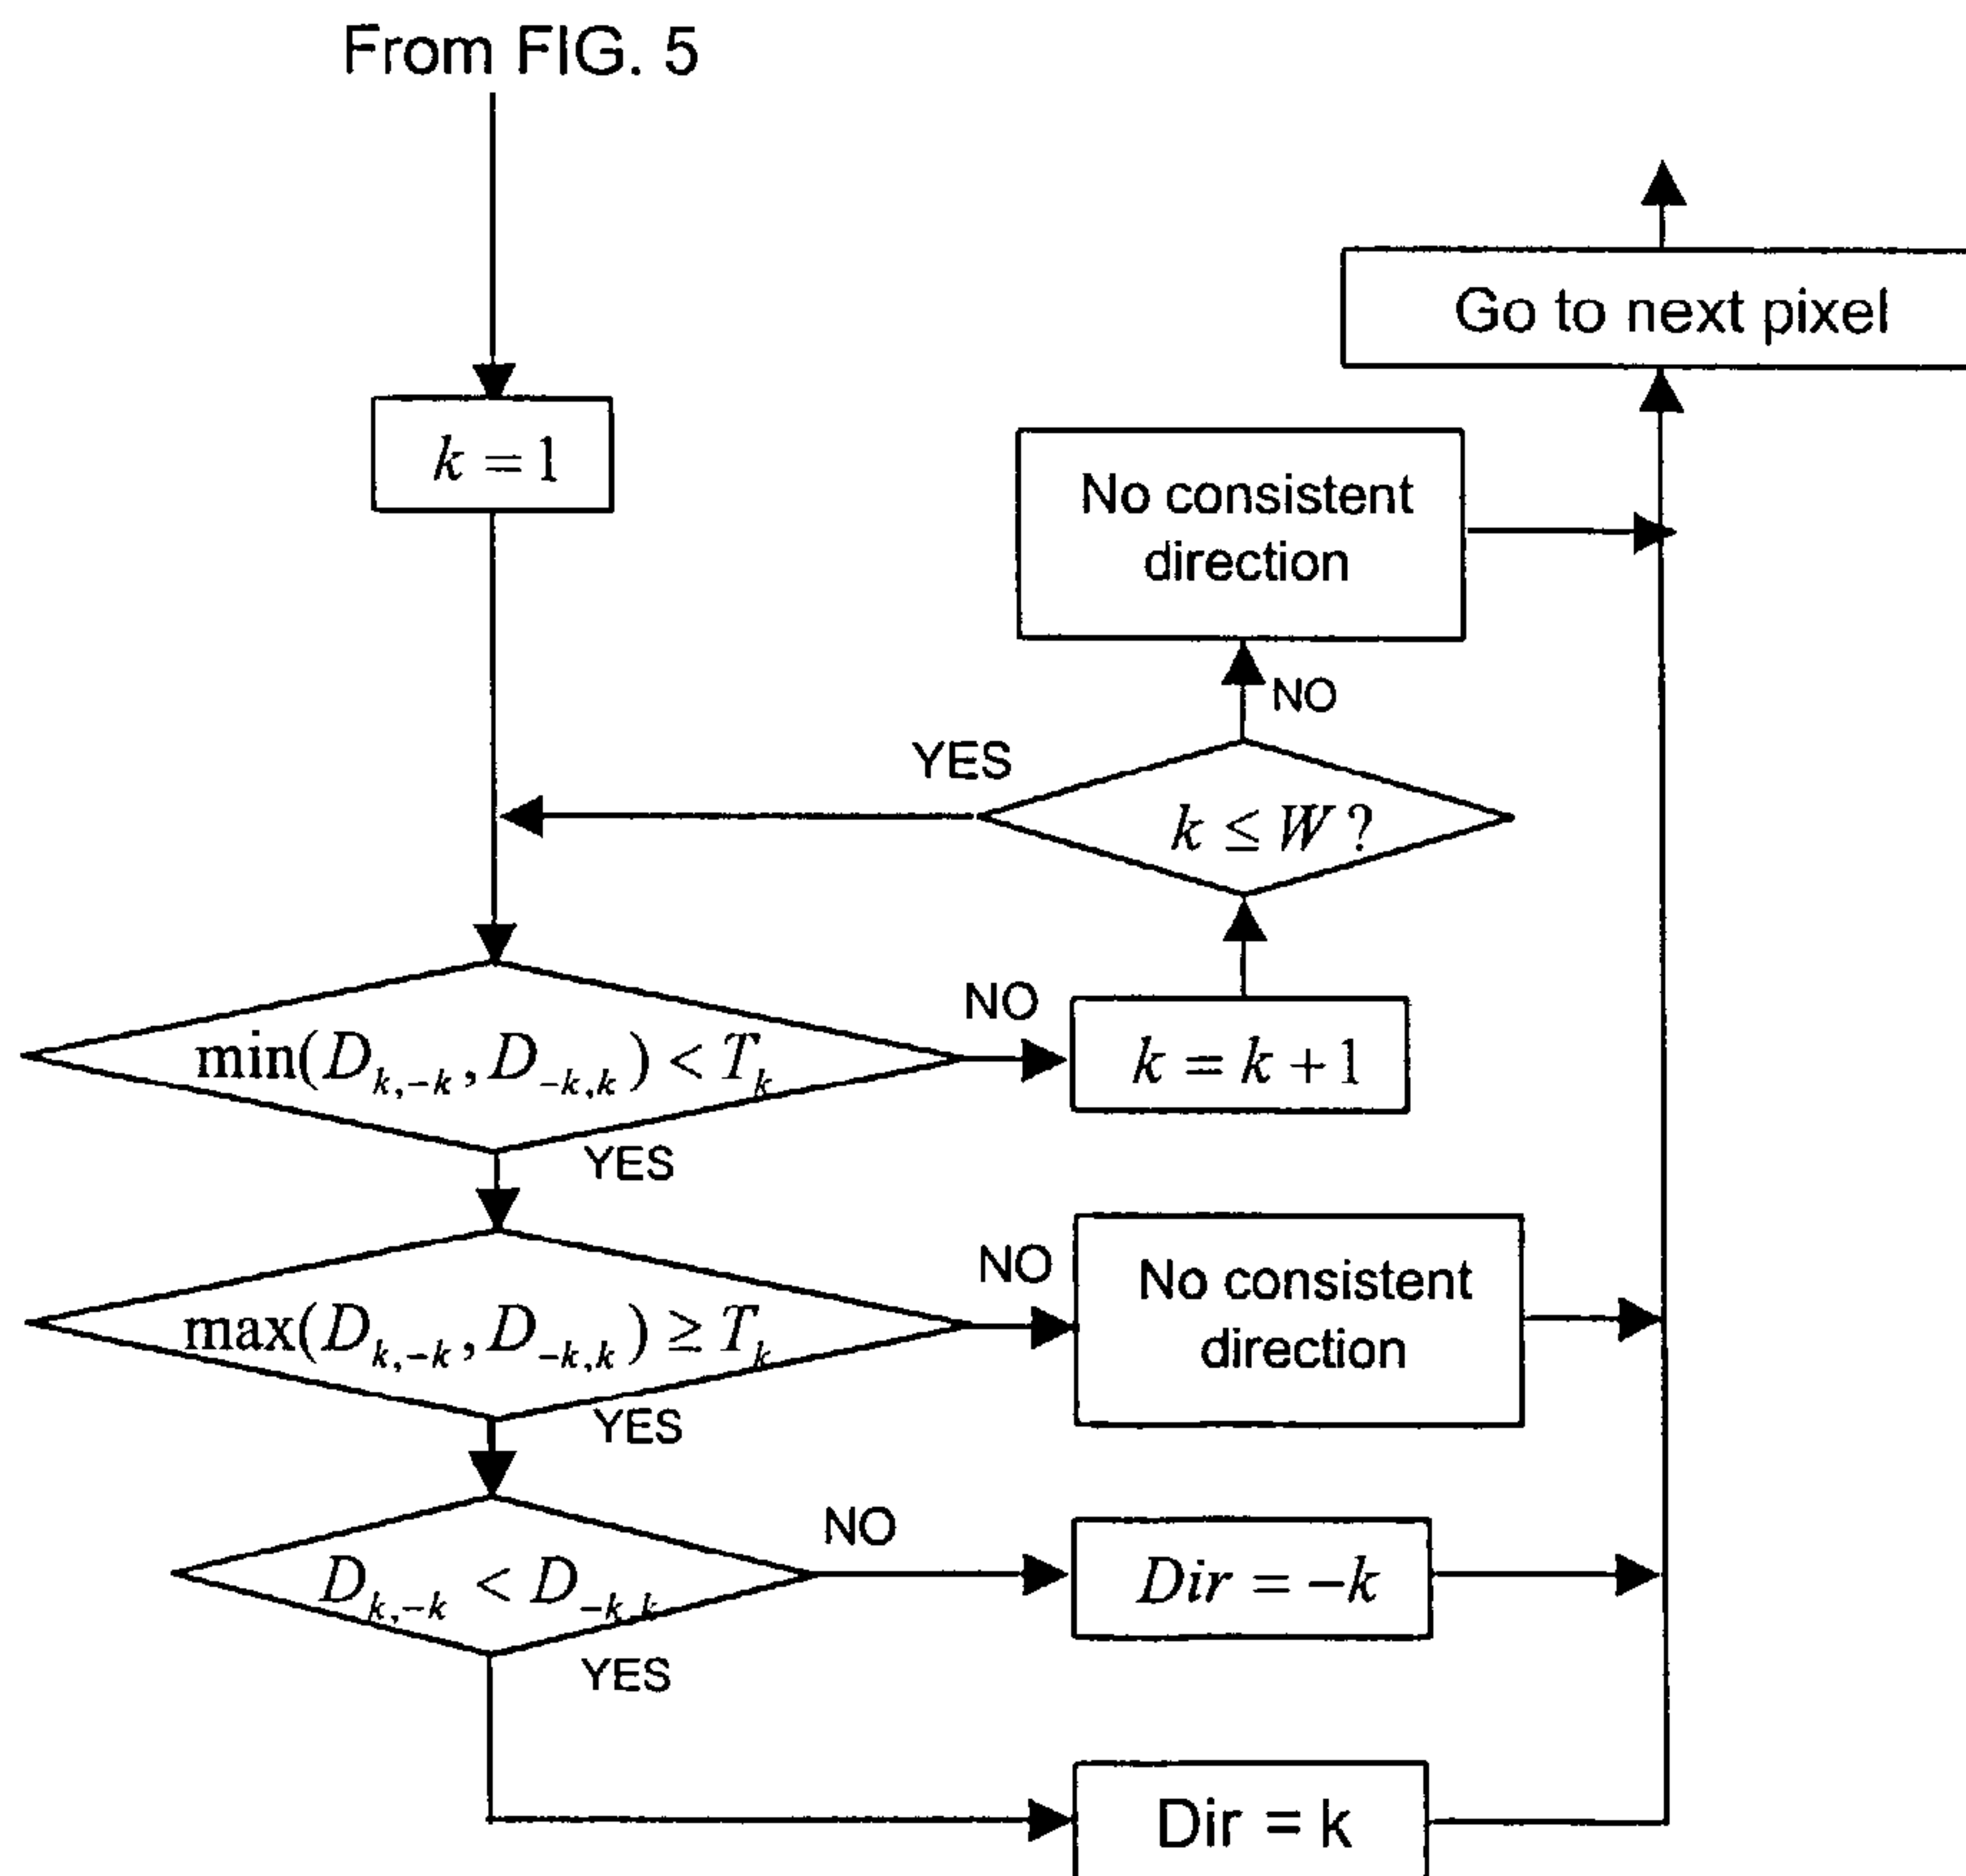 From FIG. 5
Go to next pixel
k = 1
No consistent
direction
NO
YES
k ≤ W ?
NO
min(D_{k,-k}, D_{-k,k}) < T_k
k = k + 1
YES
NO
max(D_{k,-k}, D_{-k,k}) ≥ T_k
No consistent
direction
YES
NO
D_{k,-k} < D_{-k,k}
Dir = -k
YES
Dir = k